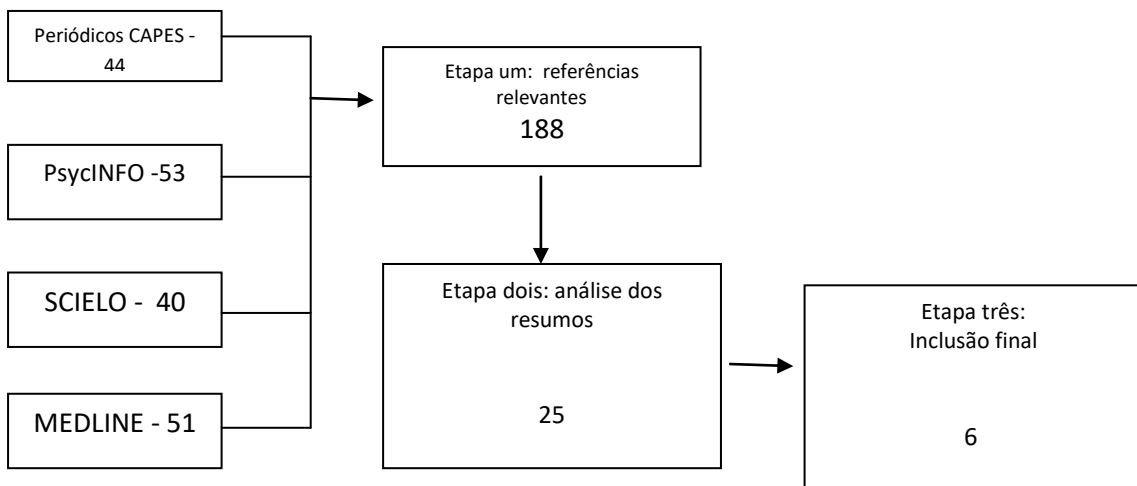 Periódicos CAPES -
44
PsycINFO -53
SCIELO - 40
MEDLINE - 51
Etapa um: referências
relevantes
188
Etapa dois: análise dos
resumos
25
Etapa três:
Inclusão final
6